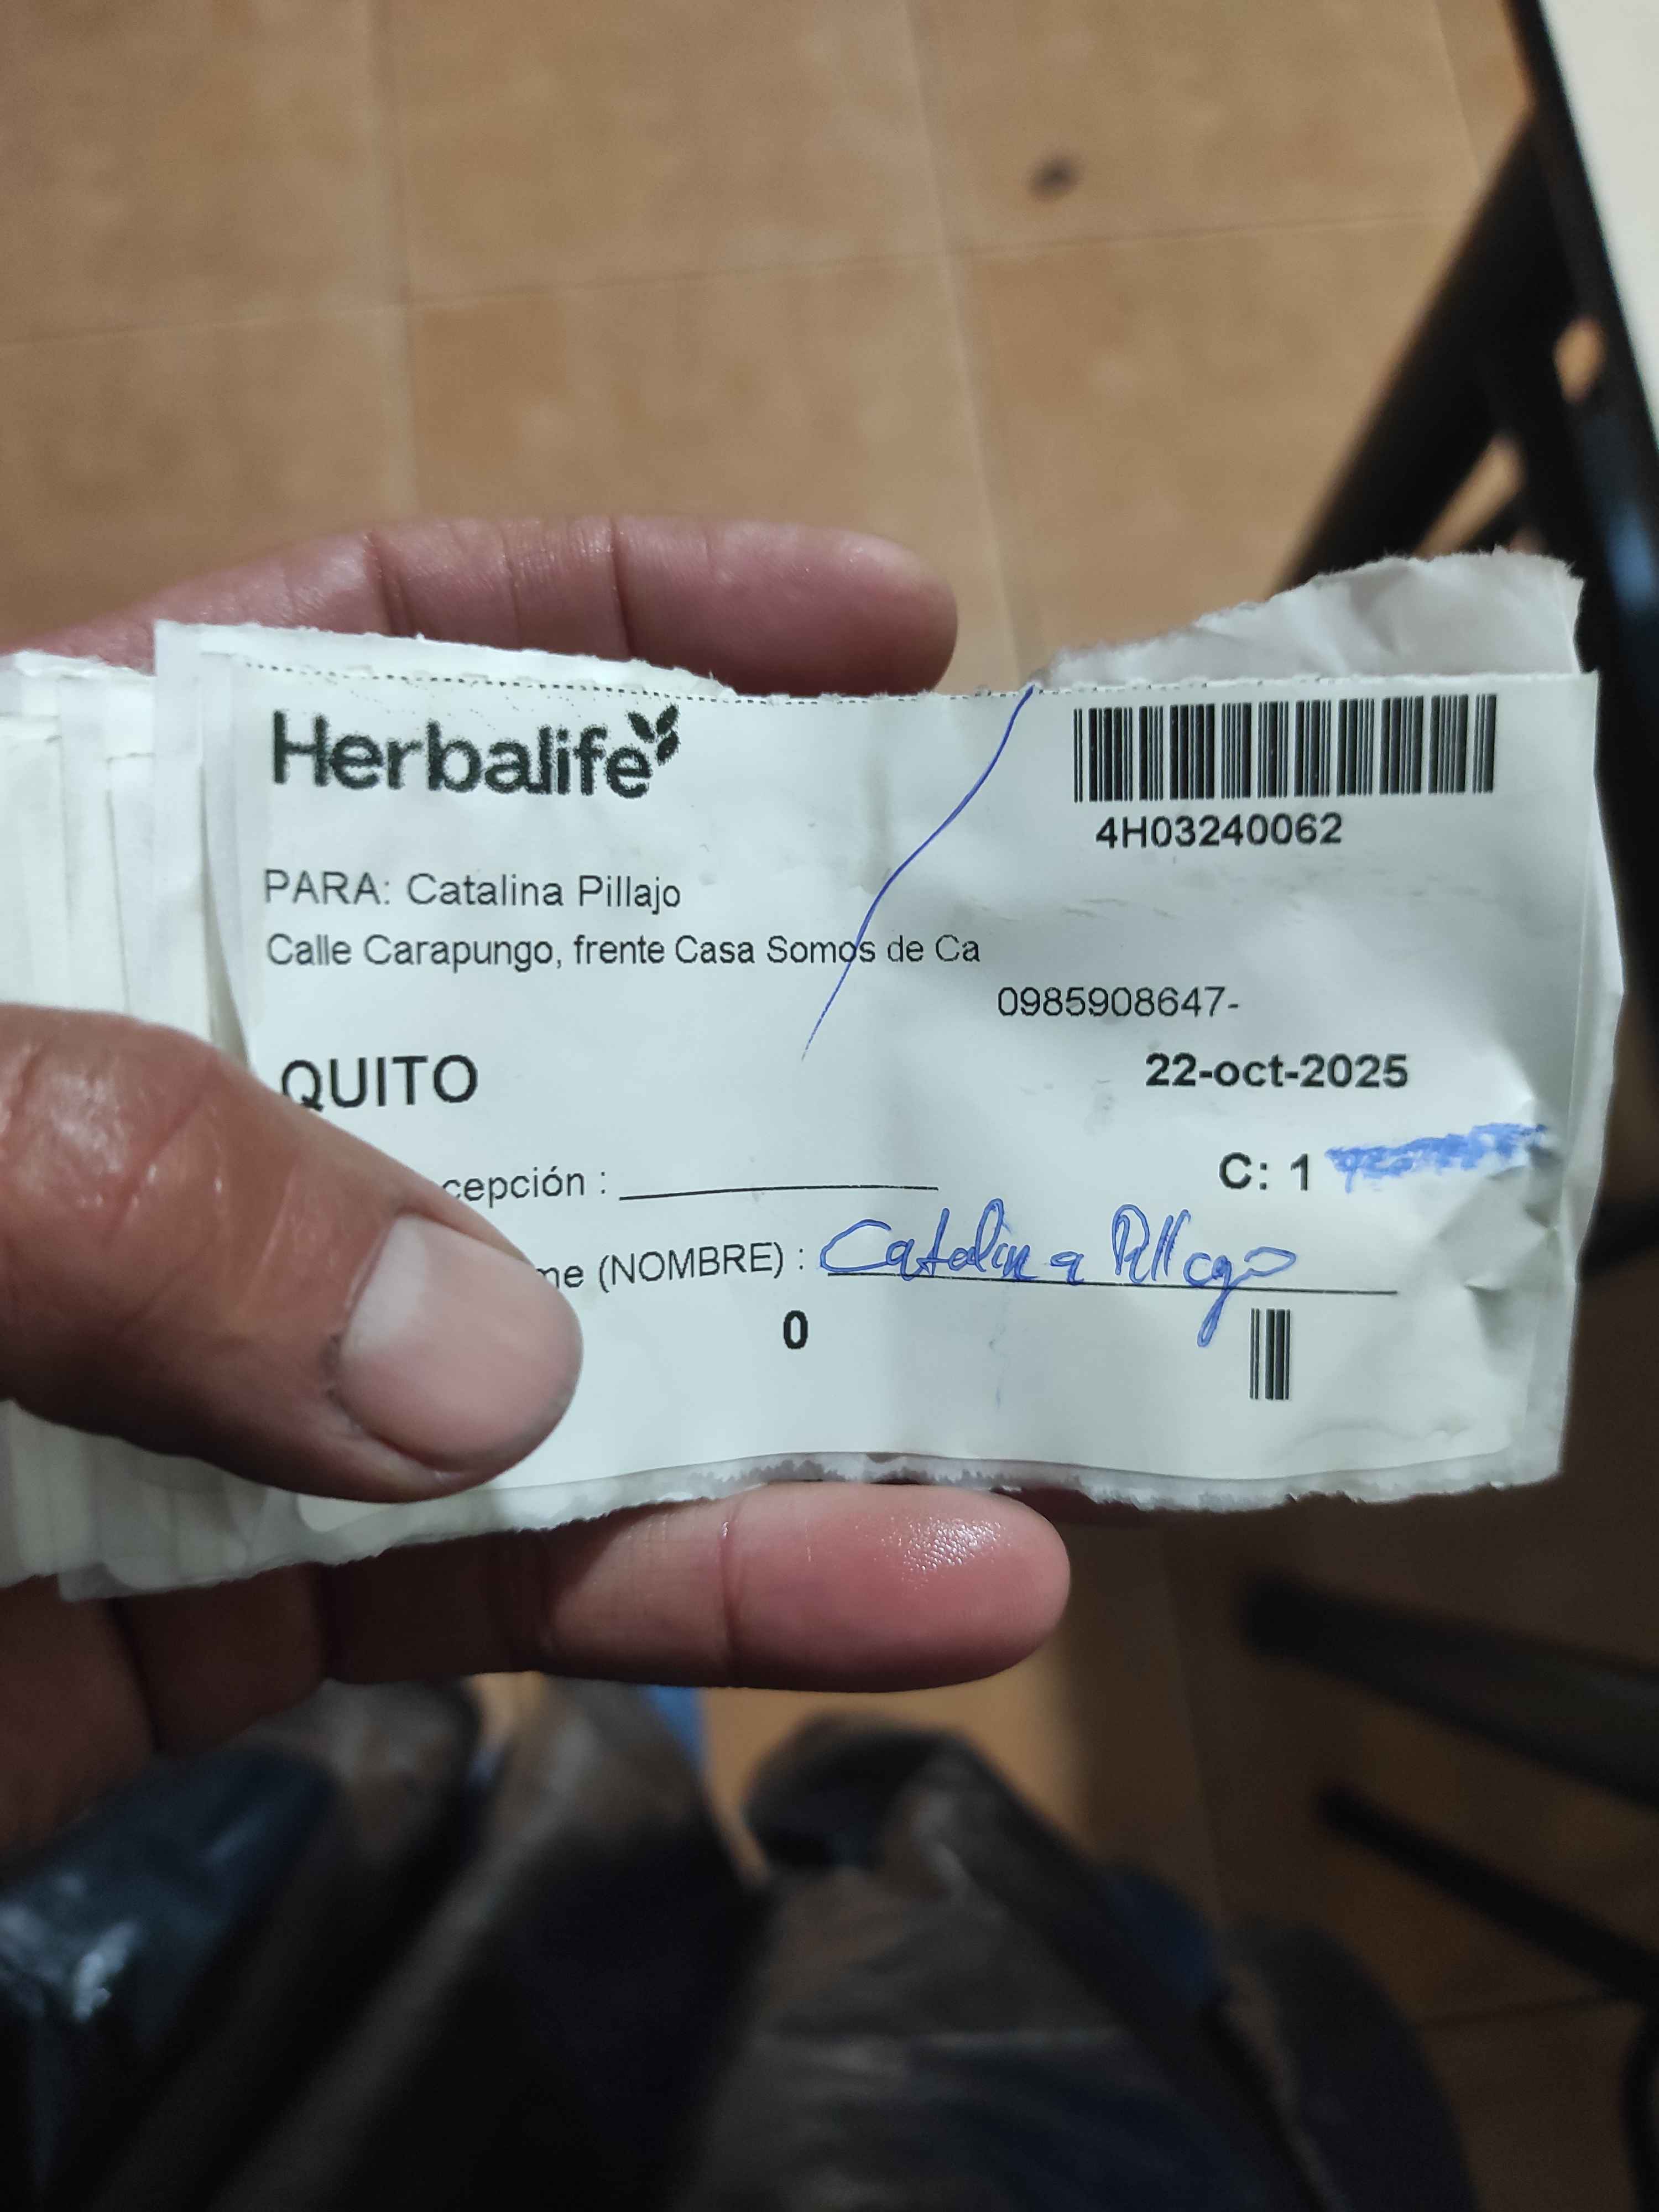 Herbalife
4H03240062
PARA: Catalina Pillajo
Calle Carapungo, frente Casa Somos de Ca
0985908647-
QUITO
22-oct-2025
cepción :
C: 1
me (NOMBRE) : Catalina Pillajo
0